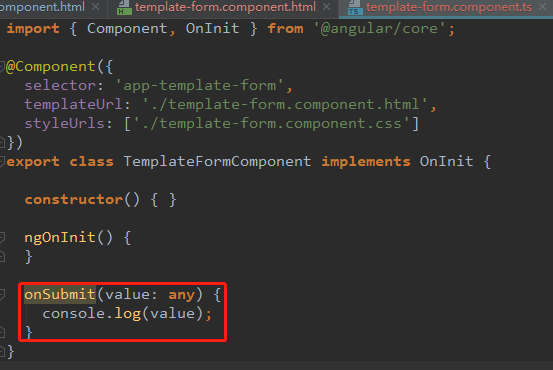 omponent.html × template-form.component.html × template-form.component.ts
import { Component, OnInit } from '@angular/core';
@Component({
selector: 'app-template-form',
templateUrl: './template-form.component.html',
styleUrls: ['./template-form.component.css']
})
export class TemplateFormComponent implements OnInit {
constructor() { }
ngOnInit() {
}
onSubmit(value: any) {
console.log(value);
}
}